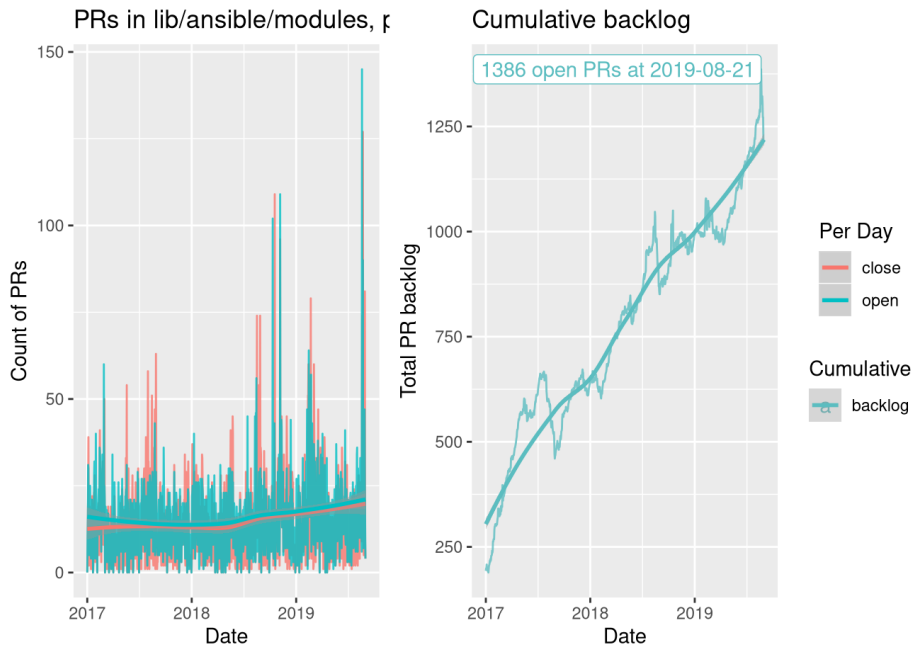 PRs in lib/ansible/modules, p
Cumulative backlog
150
100
50
0
Count of PRs
2017
2018
2019
Date
1386 open PRs at 2019-08-21
1250
1000
750
500
250
Total PR backlog
2017
2018
2019
Date
Per Day
close
open
Cumulative
a
backlog